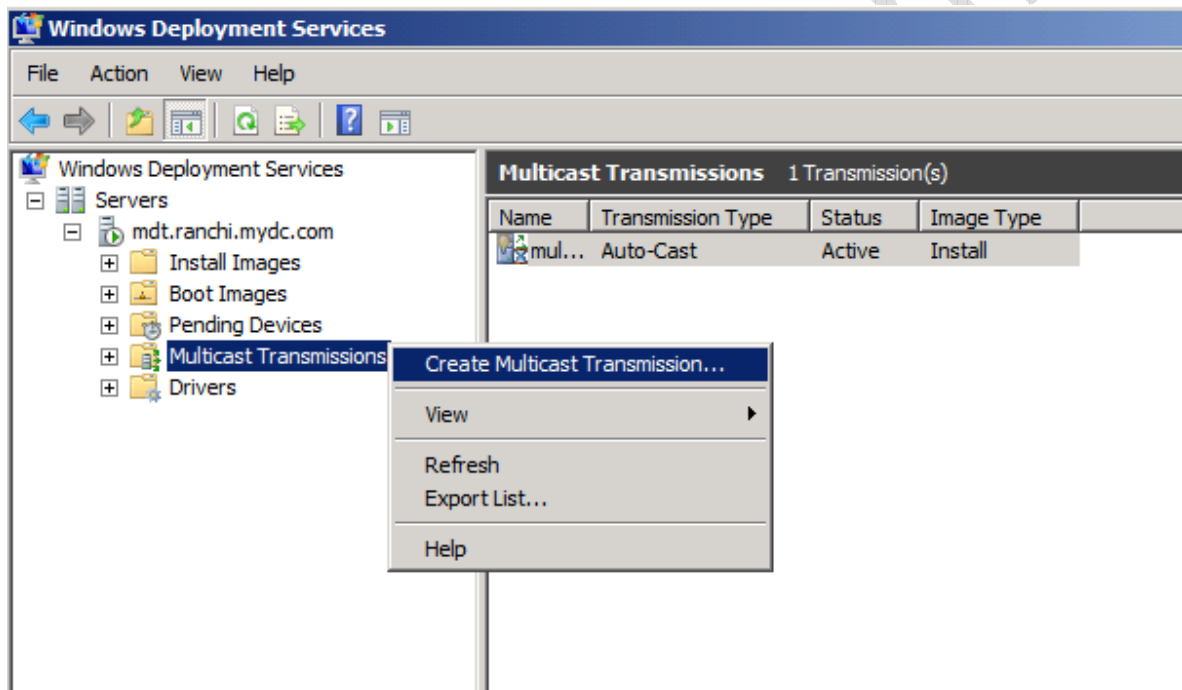 Windows Deployment Services
File Action View Help
Windows Deployment Services
Servers
mdt.ranchi.mydc.com
Install Images
Boot Images
Pending Devices
Multicast Transmissions
Drivers
Multicast Transmissions 1 Transmission(s)
Name Transmission Type Status Image Type
mul... Auto-Cast Active Install
Create Multicast Transmission...
View
Refresh
Export List...
Help